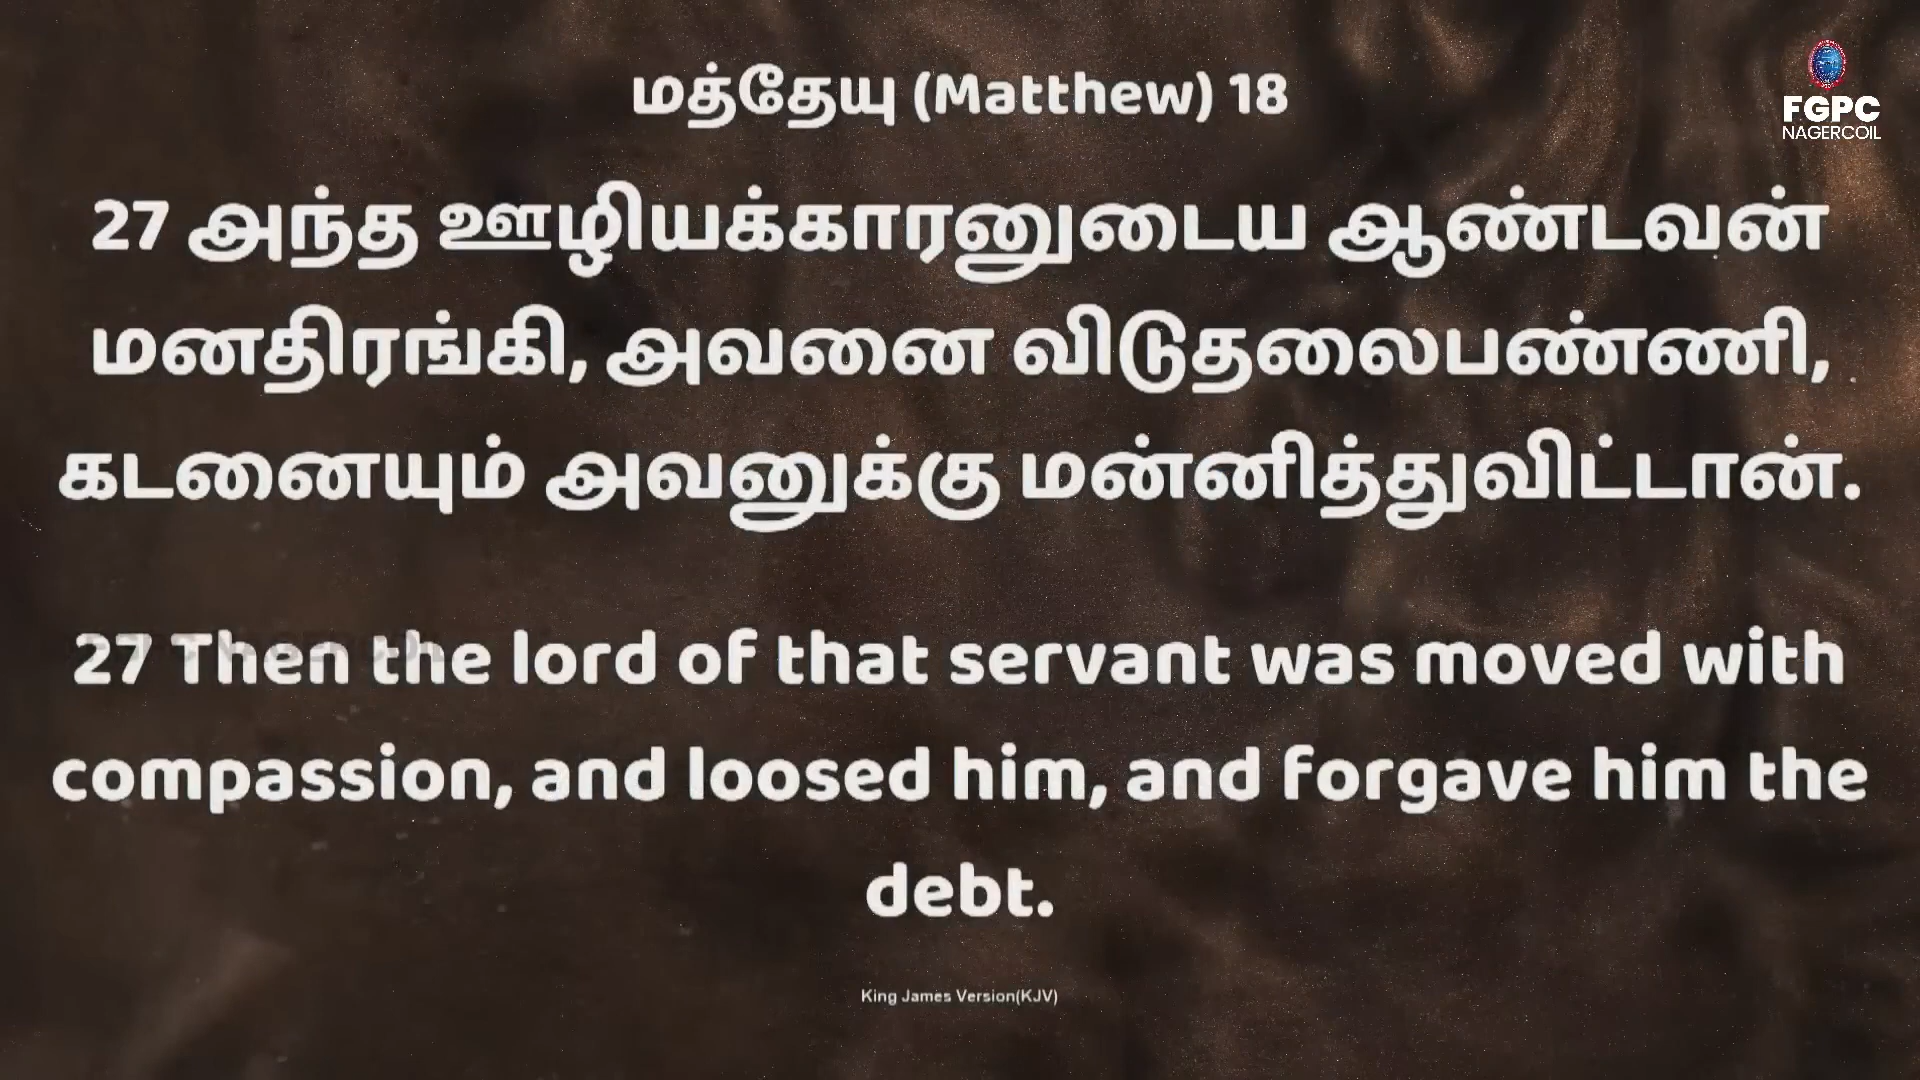 மத்தேயு (Matthew) 18
FGPC
NAGERCOIL
27 அந்த ஊழியக்காரனுடைய ஆண்டவன்
மனதிரங்கி, அவனை விடுதலைபண்ணி,
கடனையும் அவனுக்கு மன்னித்துவிட்டான்.
27 Then the lord of that servant was moved with
compassion, and loosed him, and forgave him the
debt.
King James Version(KJV)